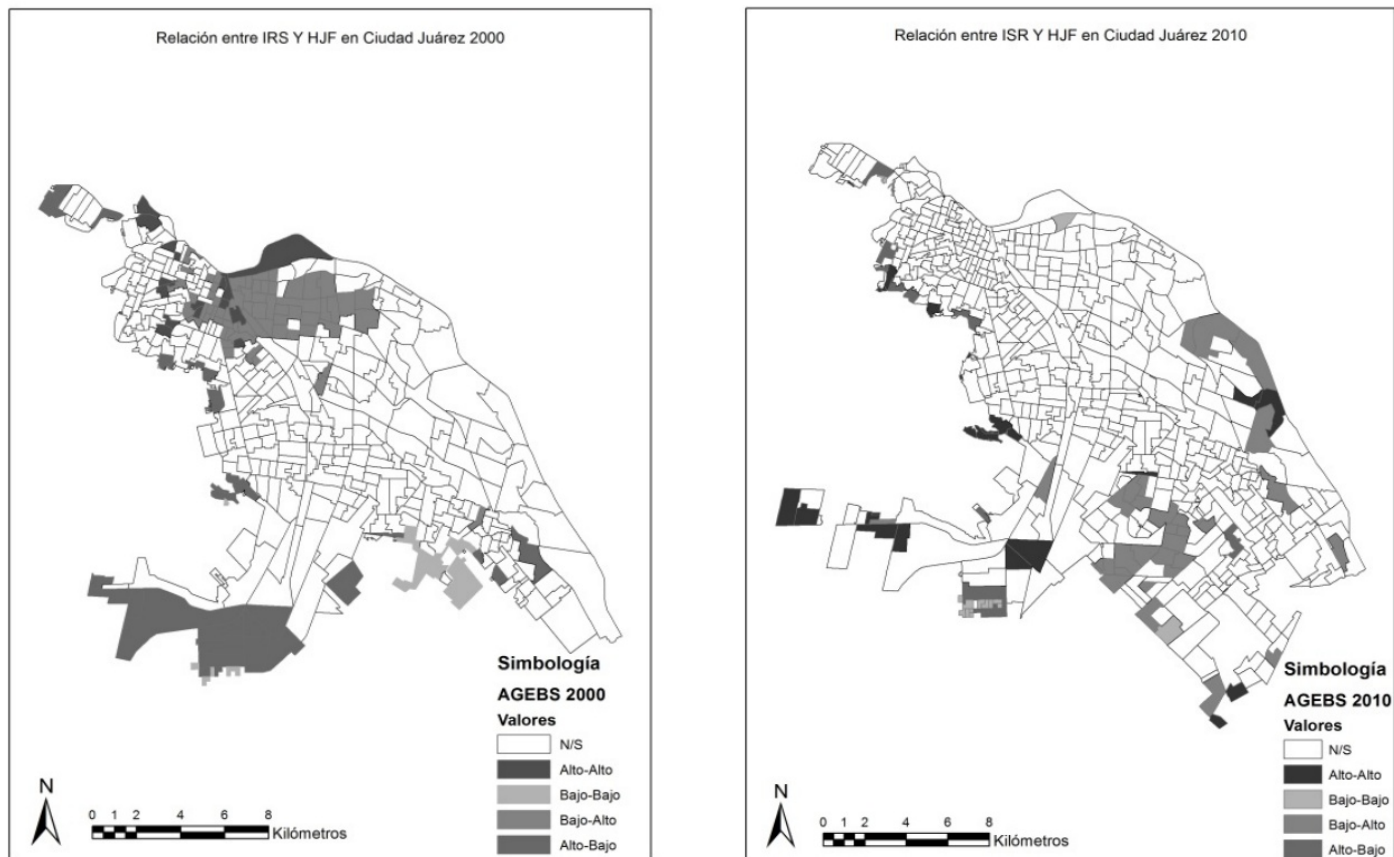 Relación entre IRS Y HJF en Ciudad Juárez 2000
Simbología
AGEBS 2000
Valores
N/S
Alto-Alto
Bajo-Bajo
Bajo-Alto
Alto-Bajo
N
0 1 2 4 6 8
Kilómetros
Relación entre ISR Y HJF en Ciudad Juárez 2010
Simbología
AGEBS 2010
Valores
N/S
Alto-Alto
Bajo-Bajo
Bajo-Alto
Alto-Bajo
N
0 1 2 4 6 8
Kilómetros